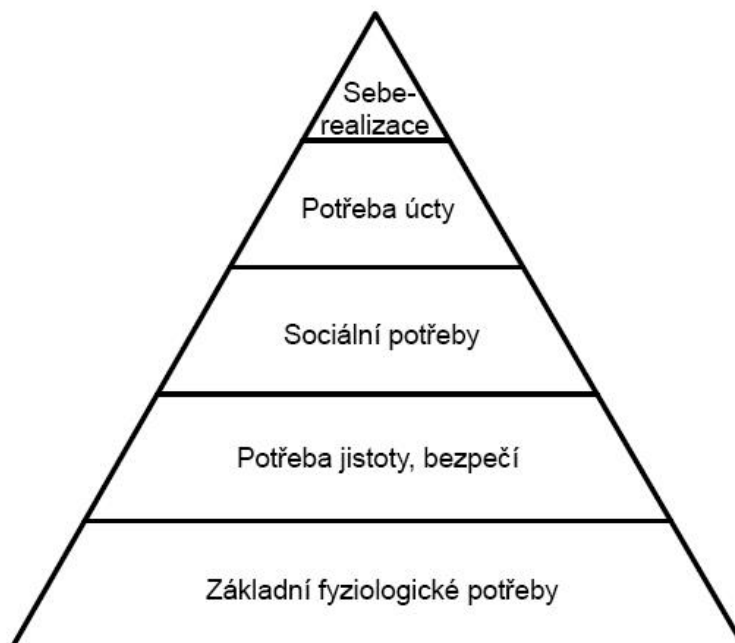 Sebe-
realizace
Potřeba úcty
Sociální potřeby
Potřeba jistoty, bezpečí
Základní fyziologické potřeby